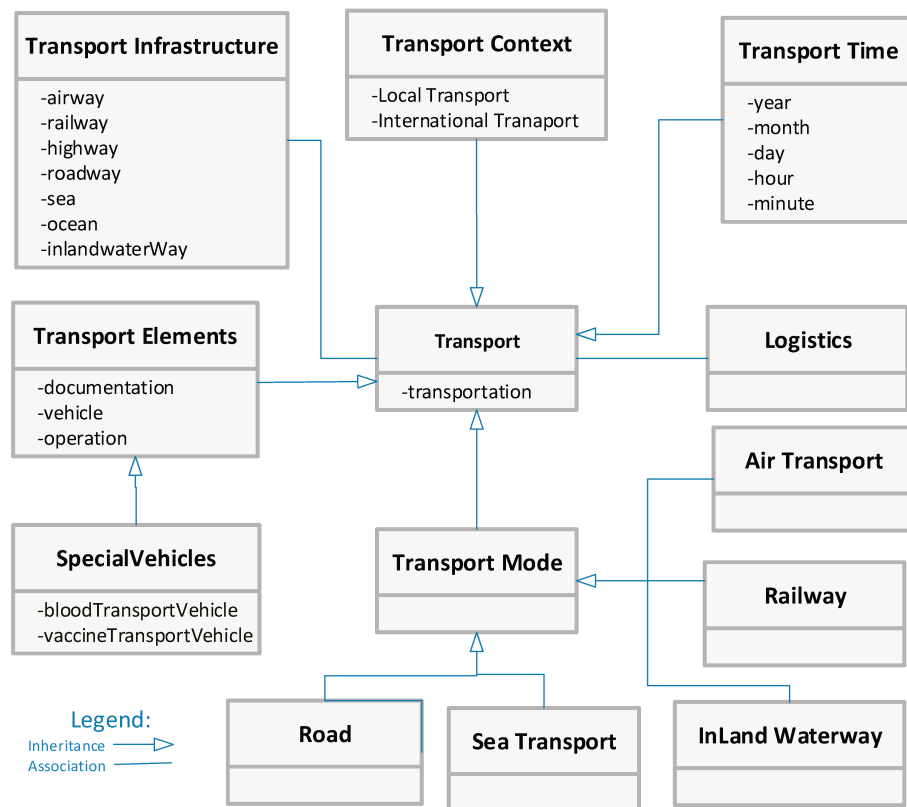 Transport Infrastructure
-airway
-railway
-highway
-roadway
-sea
-ocean
-inlandwaterWay
Transport Context
-Local Transport
-International Tranaport
Transport Time
-year
-month
-day
-hour
-minute
Transport Elements
-documentation
-vehicle
-operation
Transport
-transportation
Logistics
Air Transport
SpecialVehicles
-bloodTransportVehicle
-vaccineTransportVehicle
Transport Mode
Railway
Legend:
Inheritance
Association
Road
Sea Transport
InLand Waterway